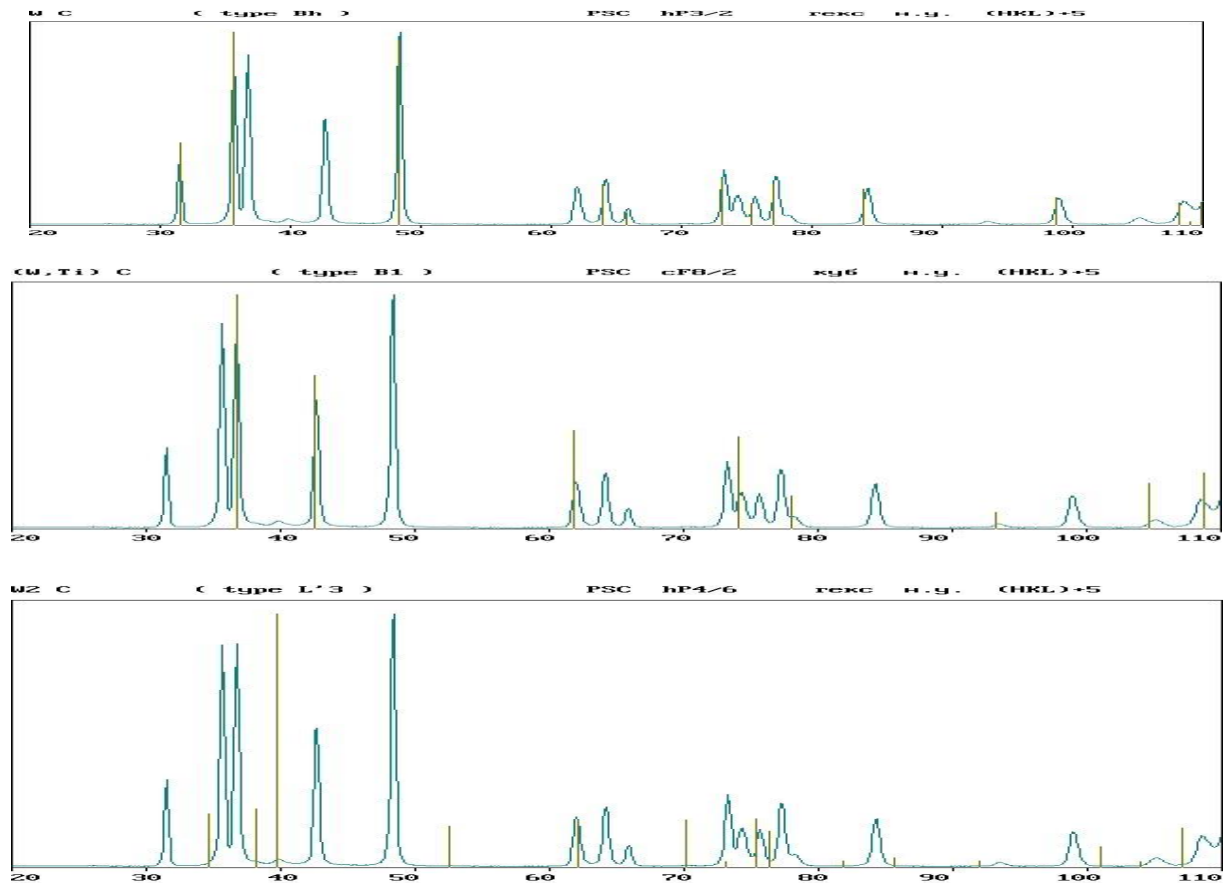 W C ( type Bh ) PSC hP3/2 гекс н.у. (HKL)+5
20 30 40 50 60 70 80 90 100 110
(W,Ti) C ( type B1 ) PSC cF8/2 куб н.у. (HKL)+5
20 30 40 50 60 70 80 90 100 110
W2 C ( type L'3 ) PSC hP4/6 гекс н.у. (HKL)+5
20 30 40 50 60 70 80 90 100 110